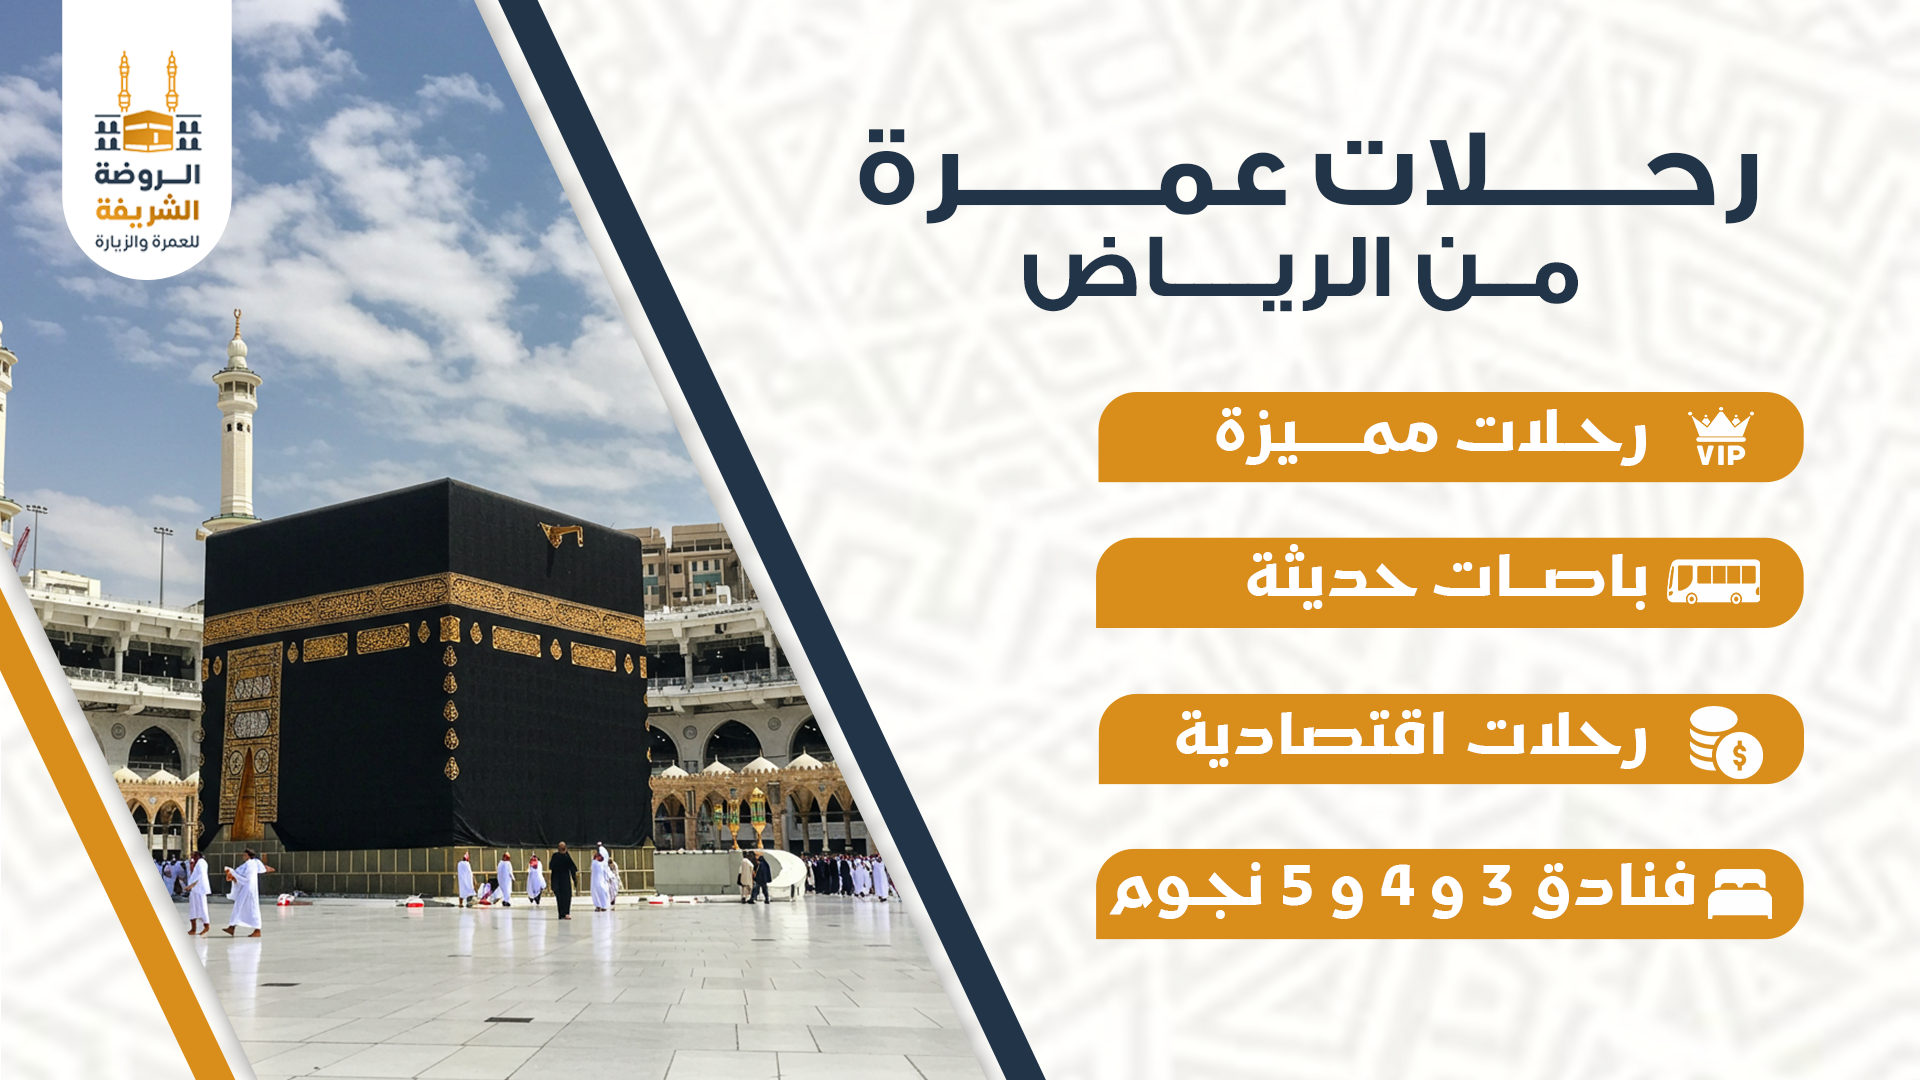 الروضة
الشريفة
للعمرة والزيارة
رحلات عمرة
من الرياض
رحلات مميزة
VIP
باصات حديثة
رحلات اقتصادية
$
فنادق 3 و 4 و 5 نجوم